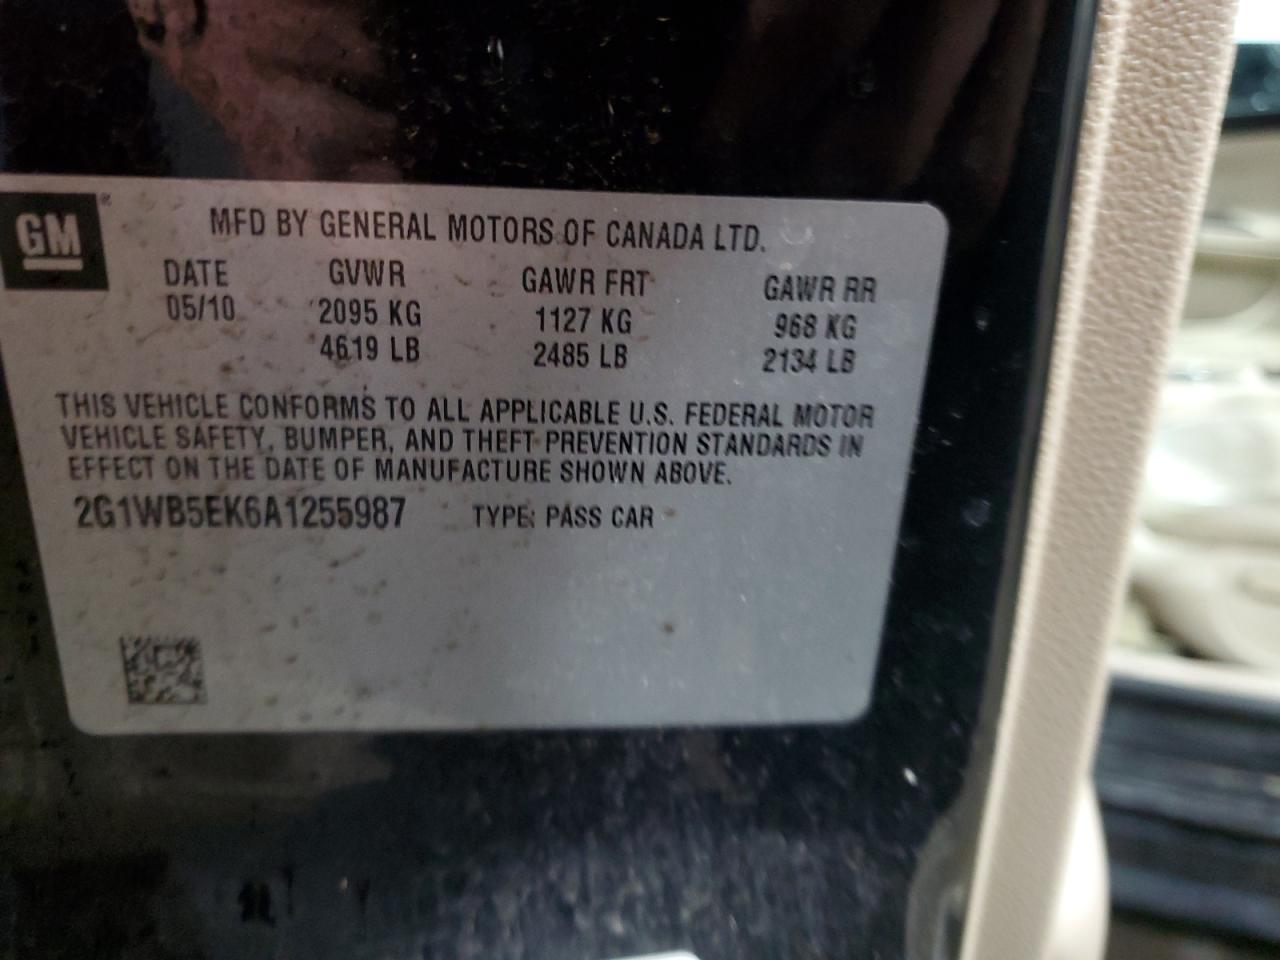 GM®
MFD BY GENERAL MOTORS OF CANADA LTD.
DATE GVWR GAWR FRT GAWR RR
05/10 2095 KG 1127 KG 968 KG
4619 LB 2485 LB 2134 LB
THIS VEHICLE CONFORMS TO ALL APPLICABLE U.S. FEDERAL MOTOR
VEHICLE SAFETY, BUMPER, AND THEFT PREVENTION STANDARDS IN
EFFECT ON THE DATE OF MANUFACTURE SHOWN ABOVE.
2G1WB5EK6A1255987 TYPE: PASS CAR